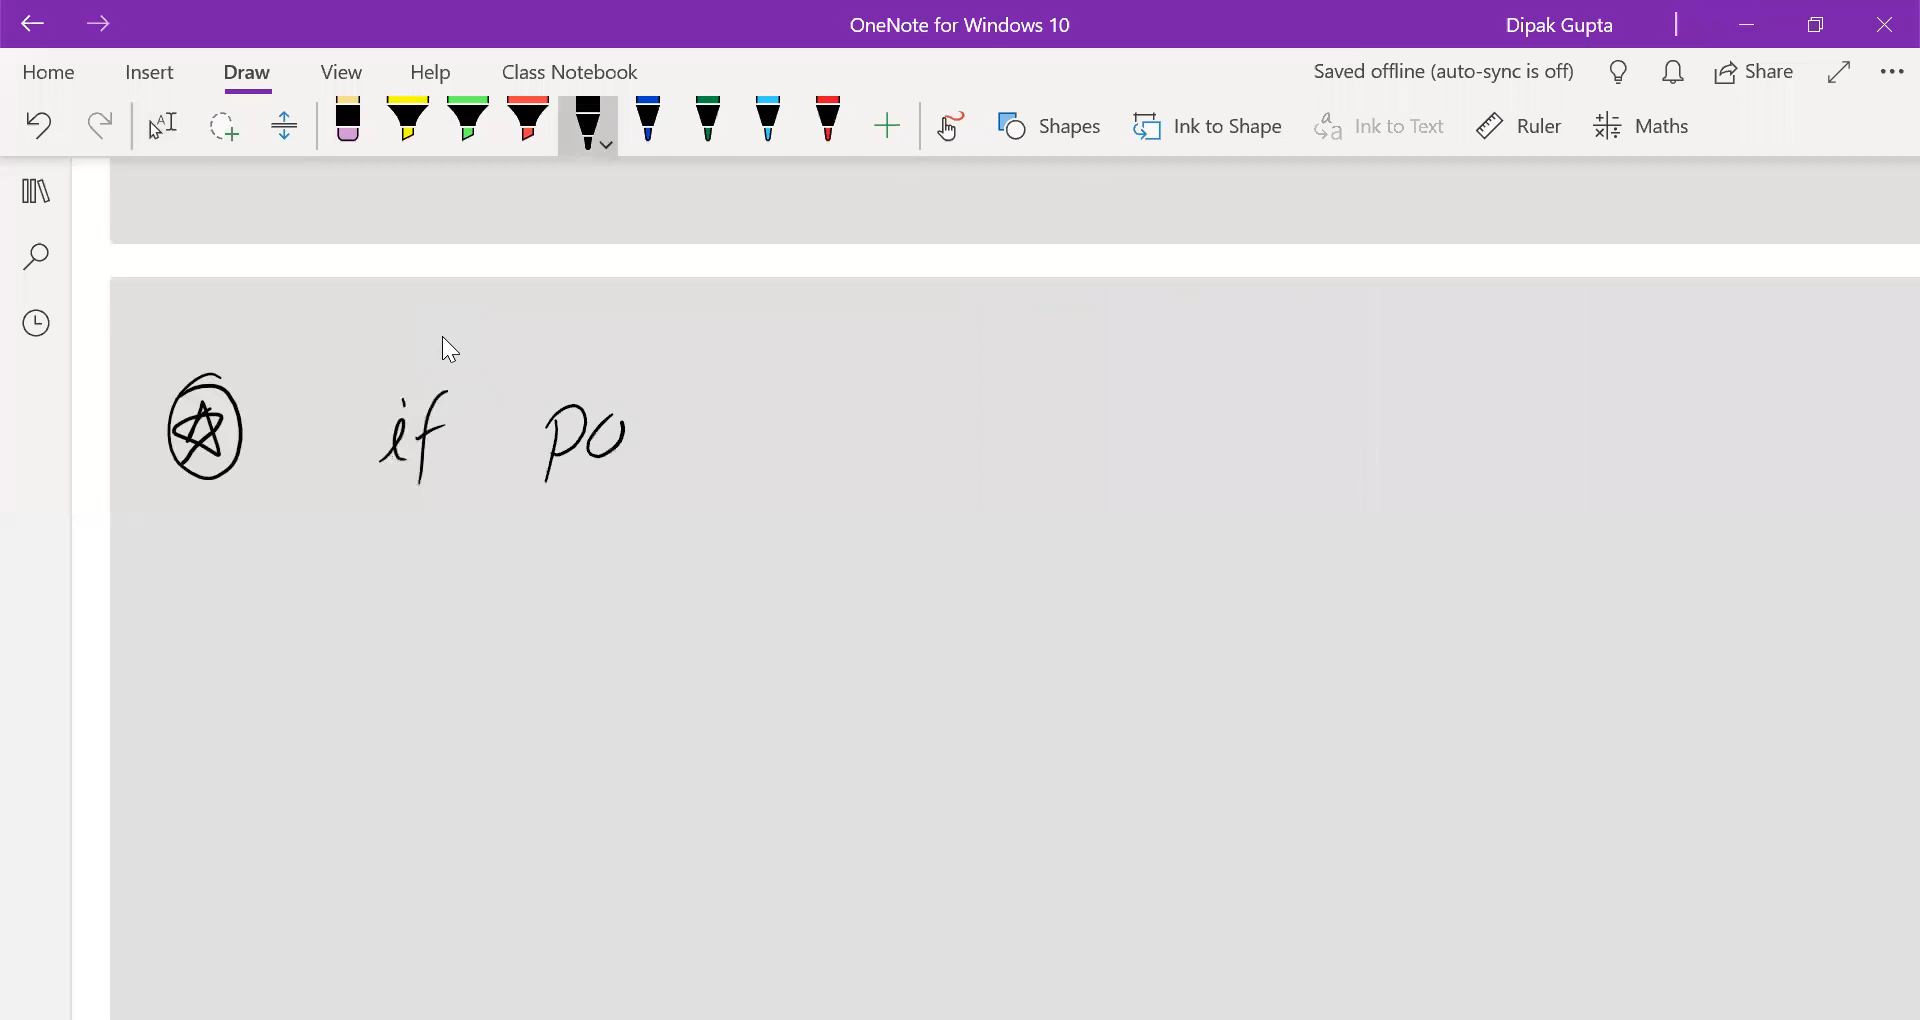 OneNote for Windows 10 Dipak Gupta
Home Insert Draw View Help Class Notebook Saved offline (auto-sync is off) Share
Shapes Ink to Shape Ink to Text Ruler Maths
if po